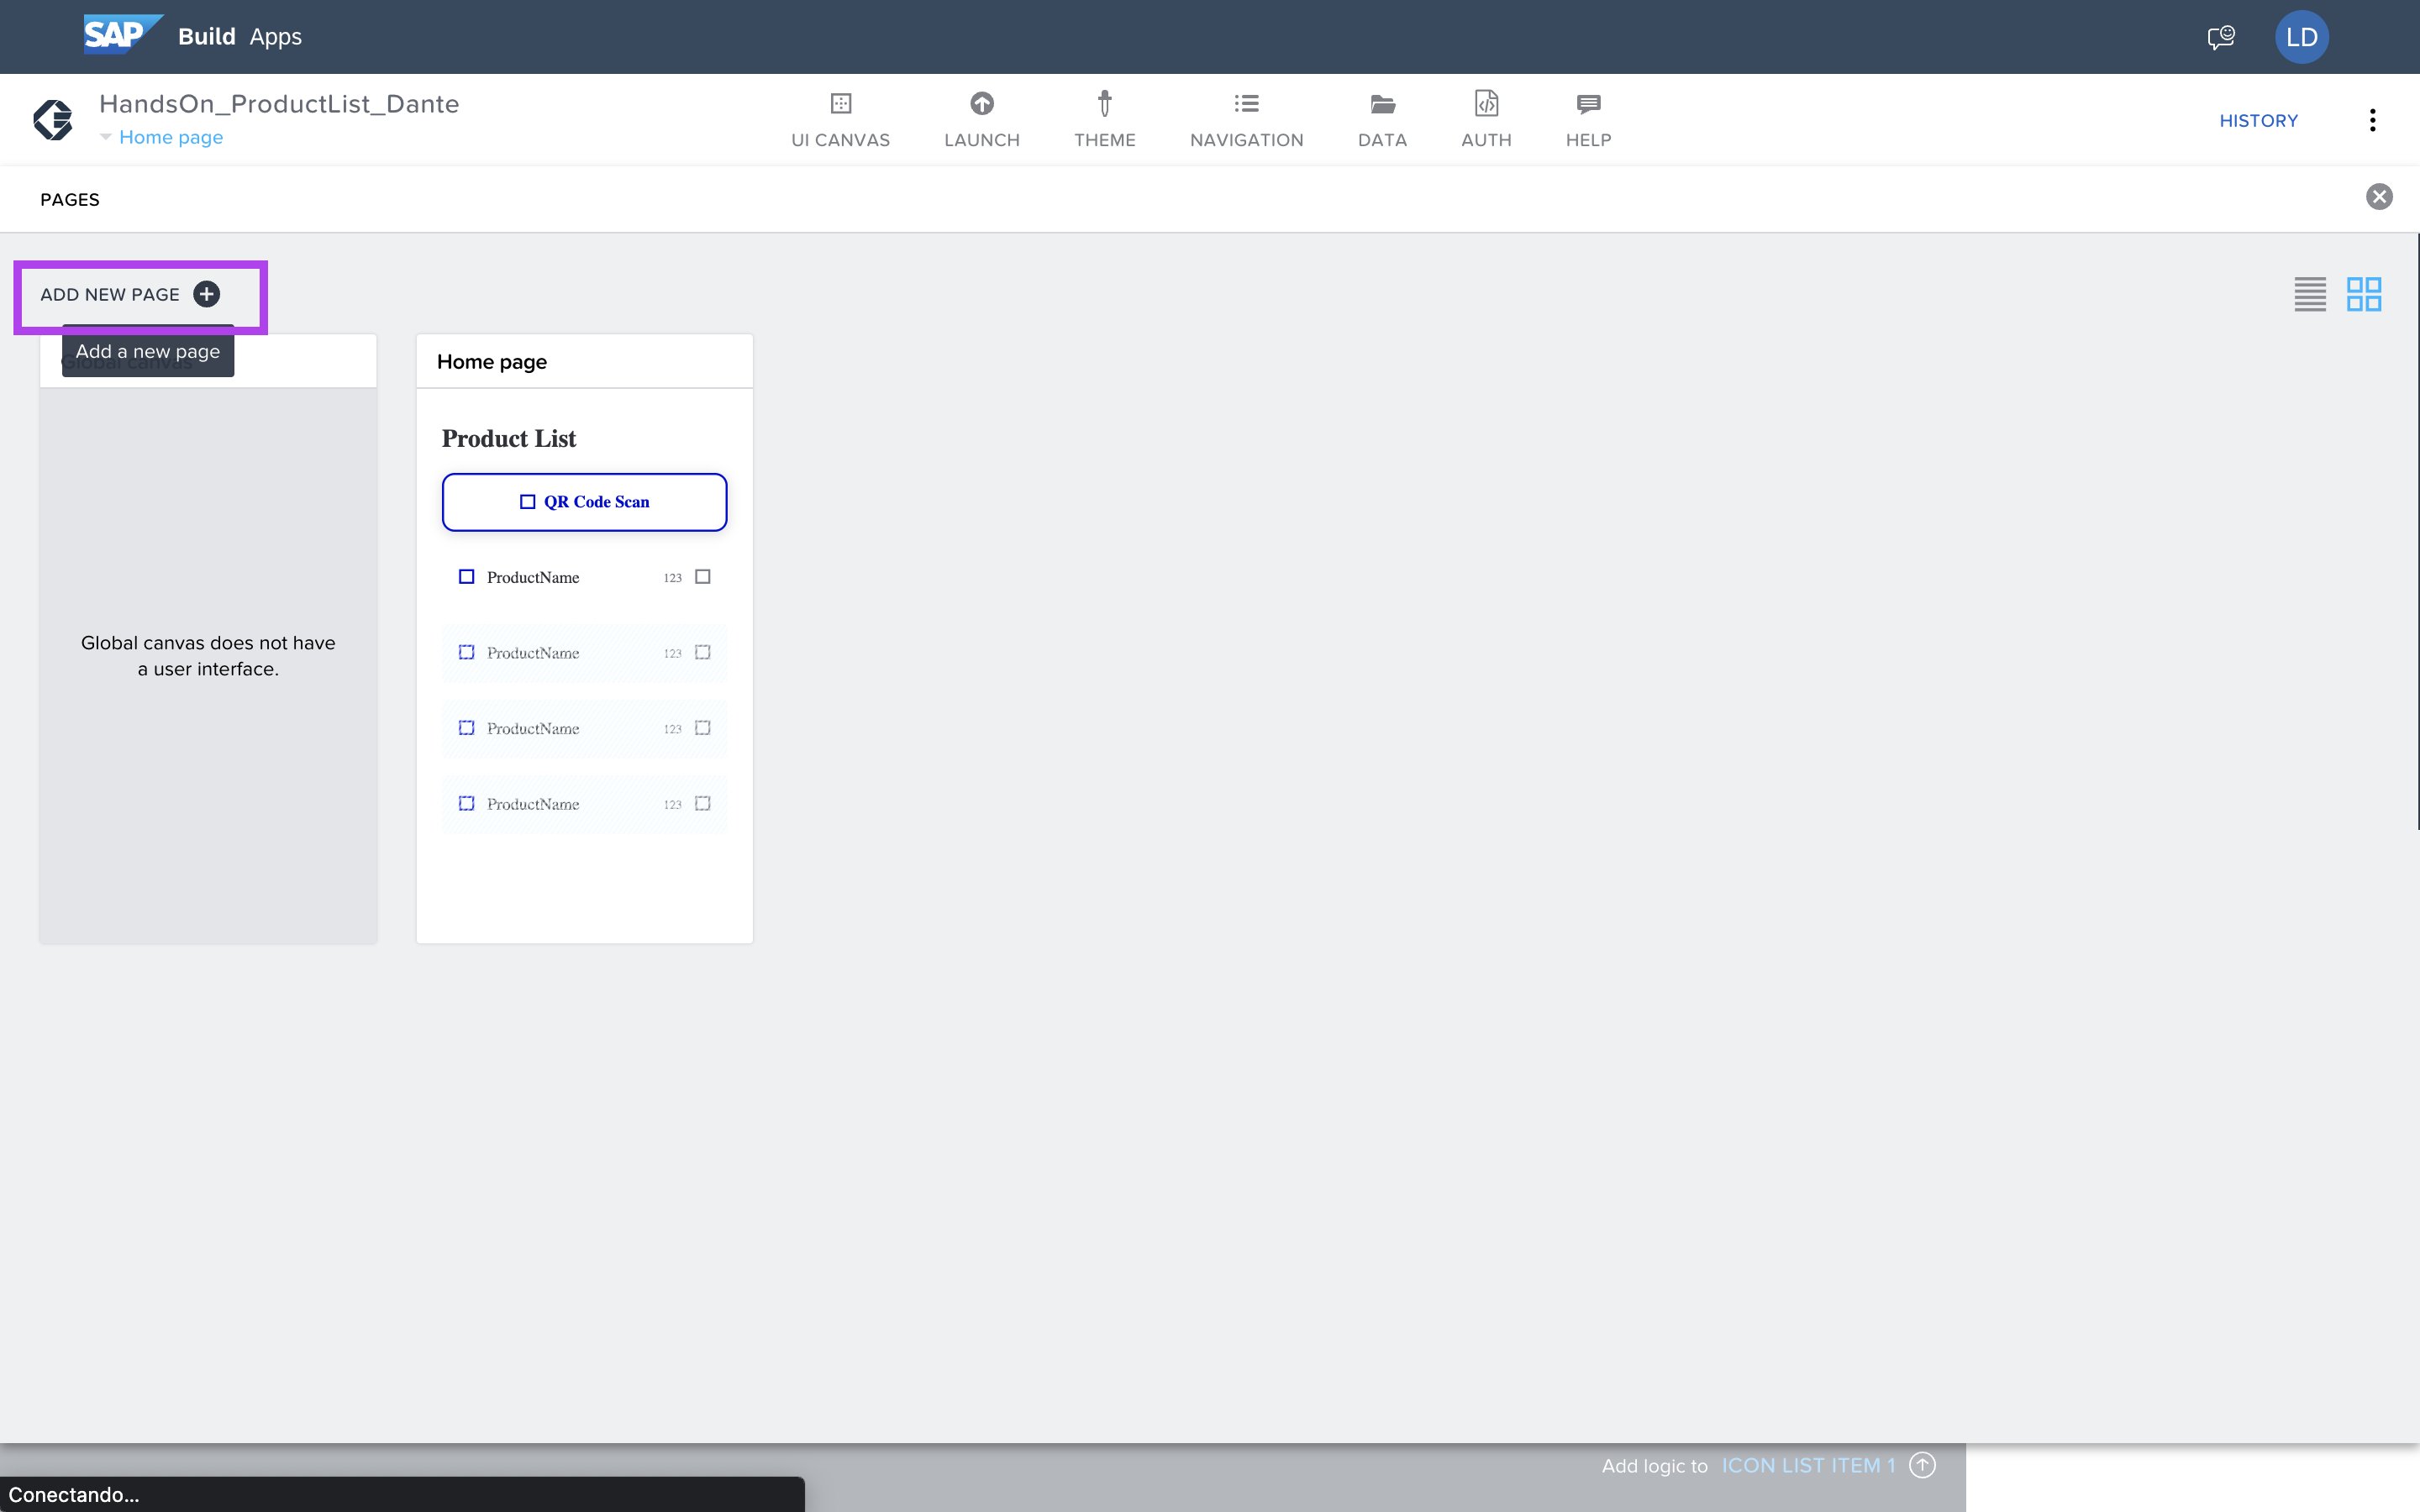 SAP Build Apps
LD
HandsOn_ProductList_Dante
Home page
UI CANVAS
LAUNCH
THEME
NAVIGATION
DATA
AUTH
HELP
HISTORY
PAGES
ADD NEW PAGE
Add a new page
Global canvas
Home page
Global canvas does not have
a user interface.
Product List
QR Code Scan
ProductName 123
ProductName 123
ProductName 123
ProductName 123
Add logic to ICON LIST ITEM 1
Conectando...